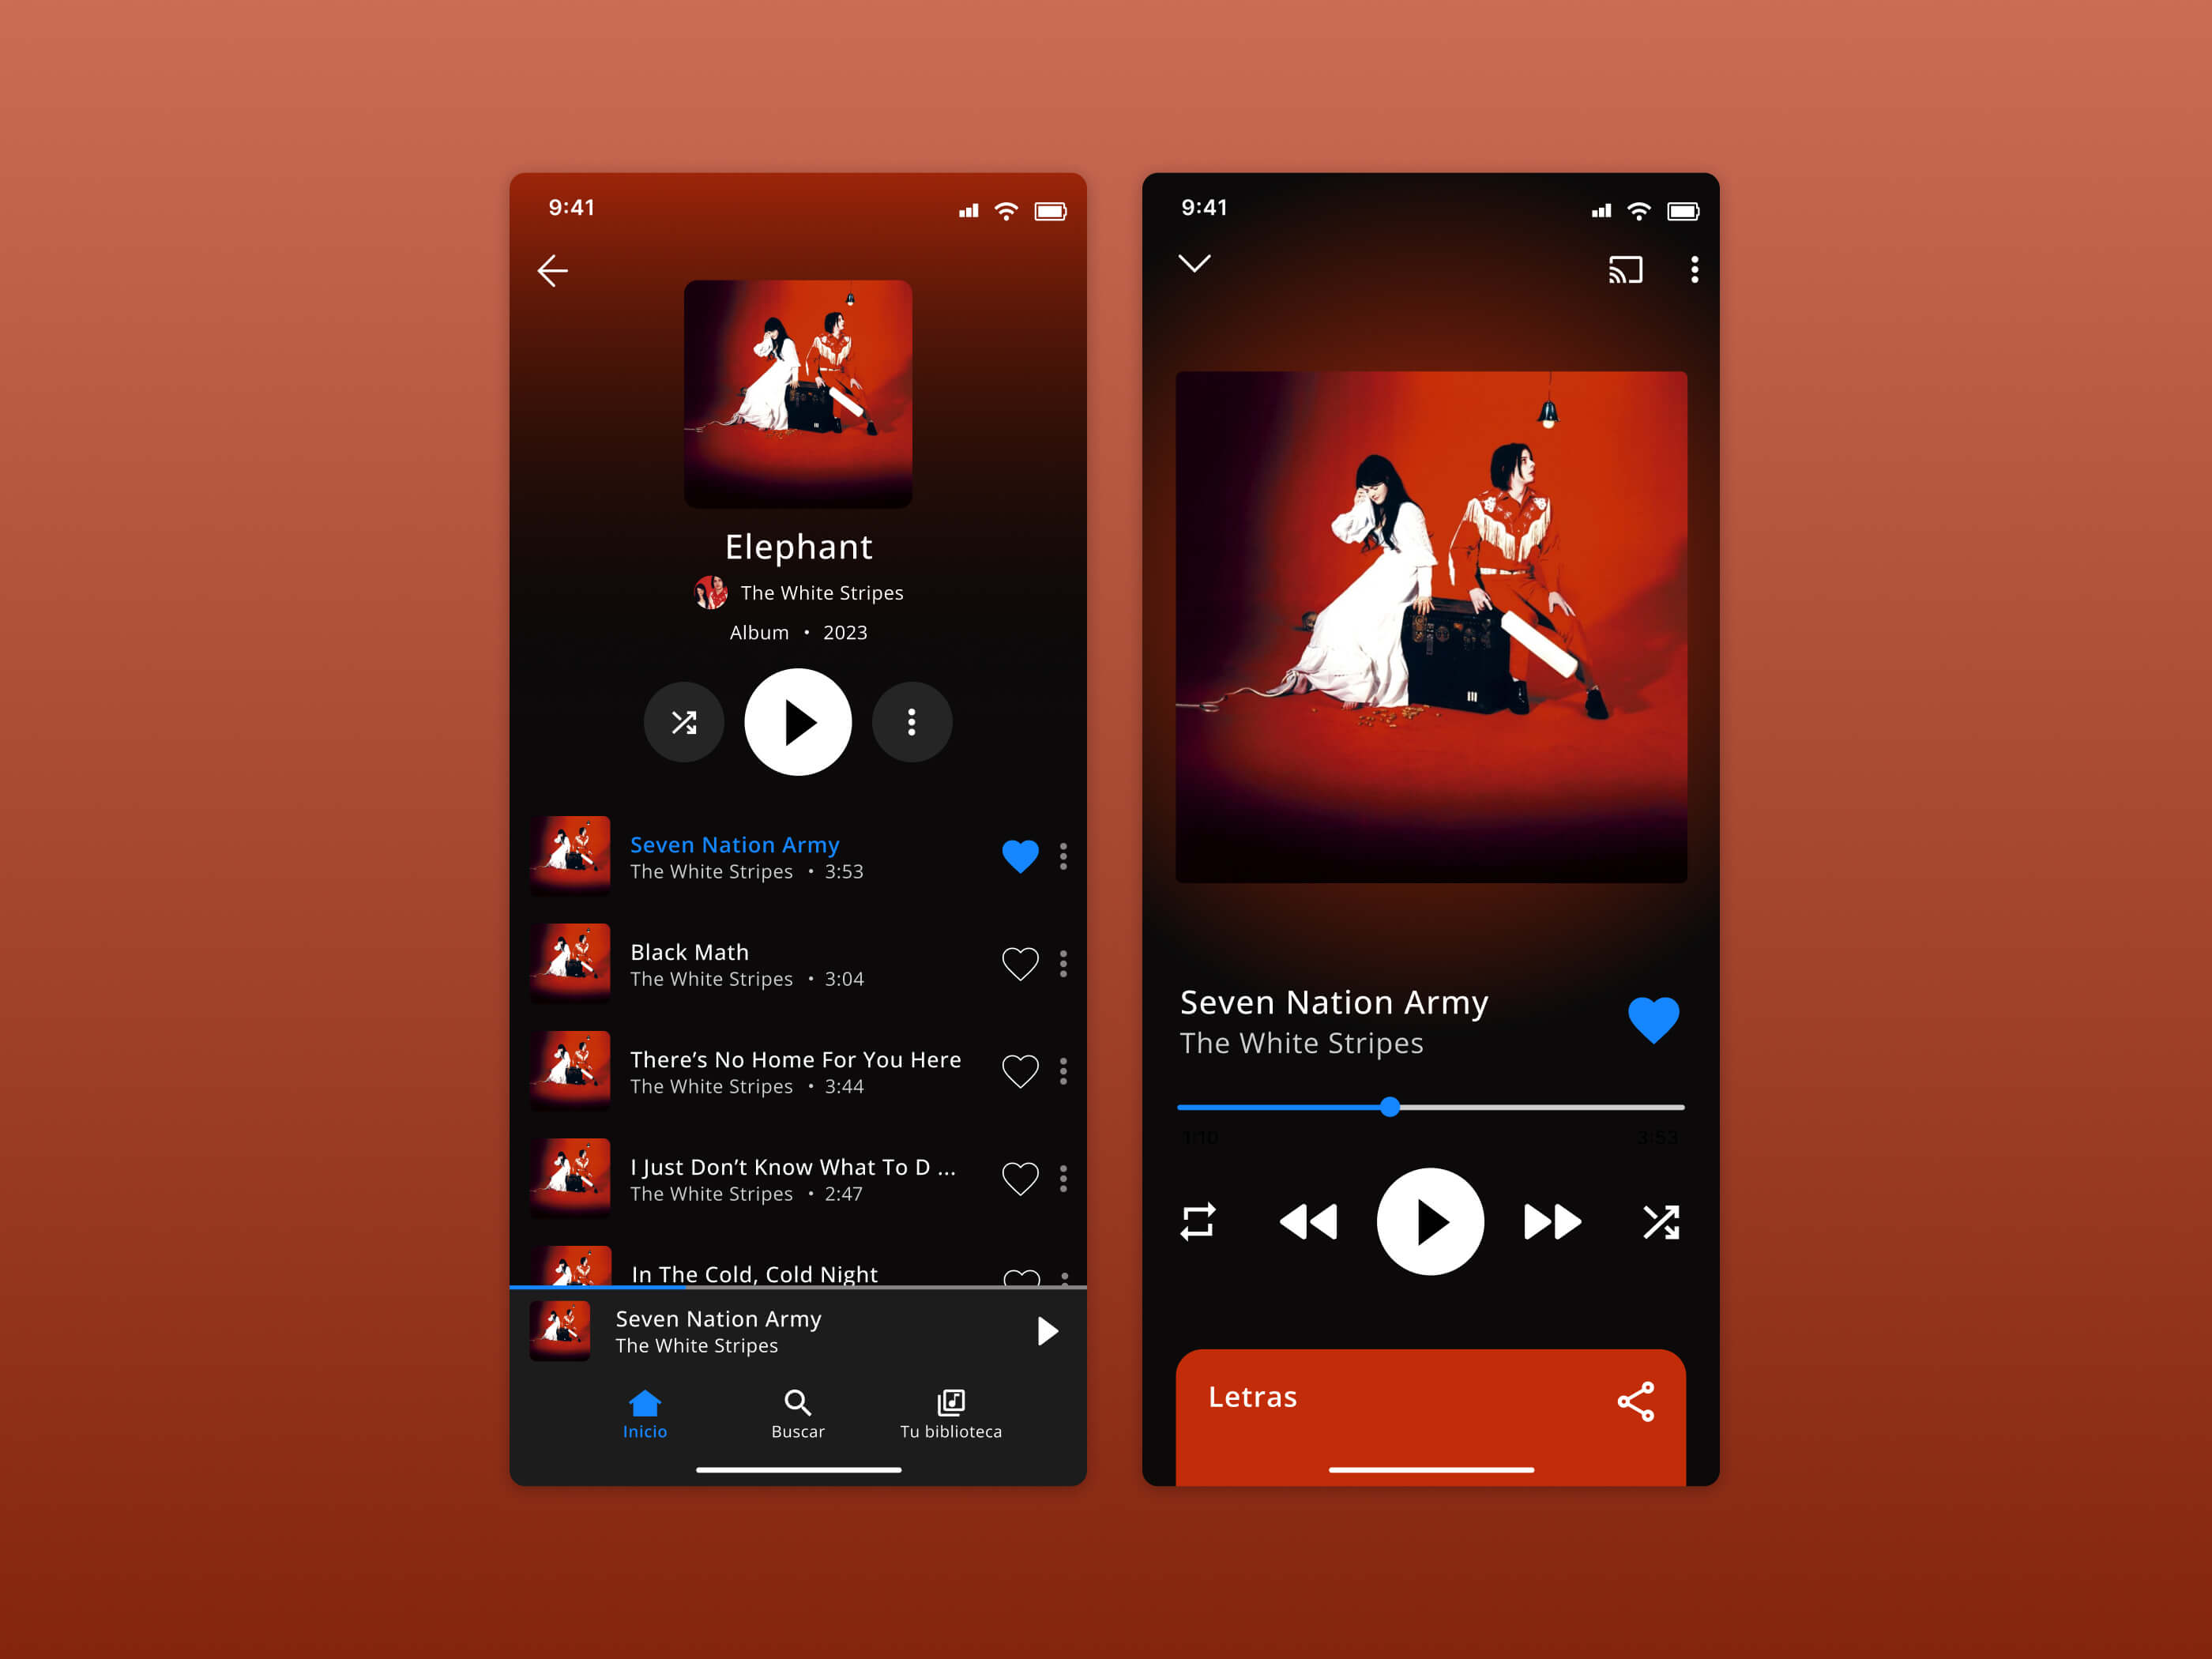 9:41
Elephant
The White Stripes
Album • 2023
Seven Nation Army
The White Stripes • 3:53
Black Math
The White Stripes • 3:04
There’s No Home For You Here
The White Stripes • 3:44
I Just Don’t Know What To D ...
The White Stripes • 2:47
In The Cold, Cold Night
Seven Nation Army
The White Stripes
Inicio
Buscar
Tu biblioteca
9:41
Seven Nation Army
The White Stripes
1:10
3:53
Letras